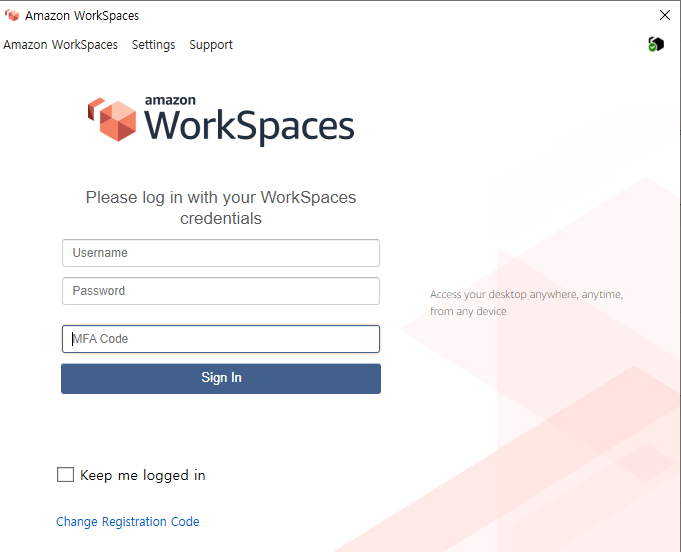 Amazon WorkSpaces
Amazon WorkSpaces Settings Support
amazon
WorkSpaces
Please log in with your WorkSpaces
credentials
Username
Password
MFA Code
Sign In
Access your desktop anywhere, anytime,
from any device
Keep me logged in
Change Registration Code